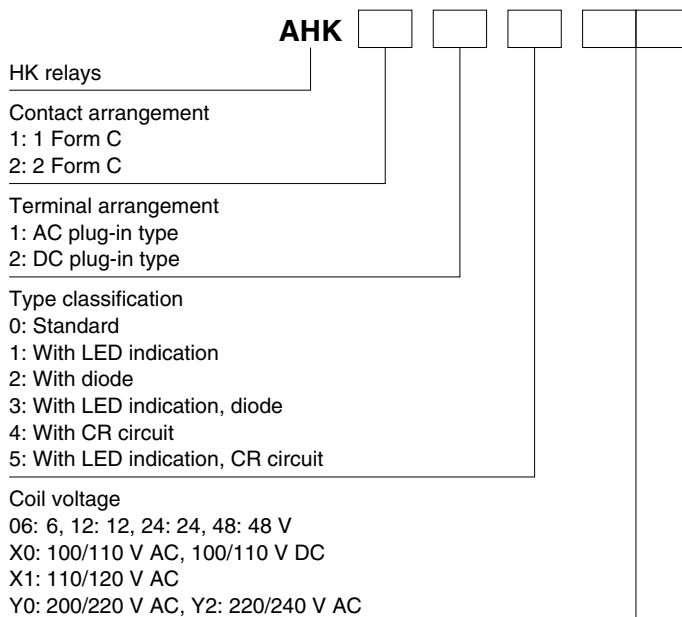 AHK
HK relays
Contact arrangement
1: 1 Form C
2: 2 Form C
Terminal arrangement
1: AC plug-in type
2: DC plug-in type
Type classification
0: Standard
1: With LED indication
2: With diode
3: With LED indication, diode
4: With CR circuit
5: With LED indication, CR circuit
Coil voltage
06: 6, 12: 12, 24: 24, 48: 48 V
X0: 100/110 V AC, 100/110 V DC
X1: 110/120 V AC
Y0: 200/220 V AC, Y2: 220/240 V AC